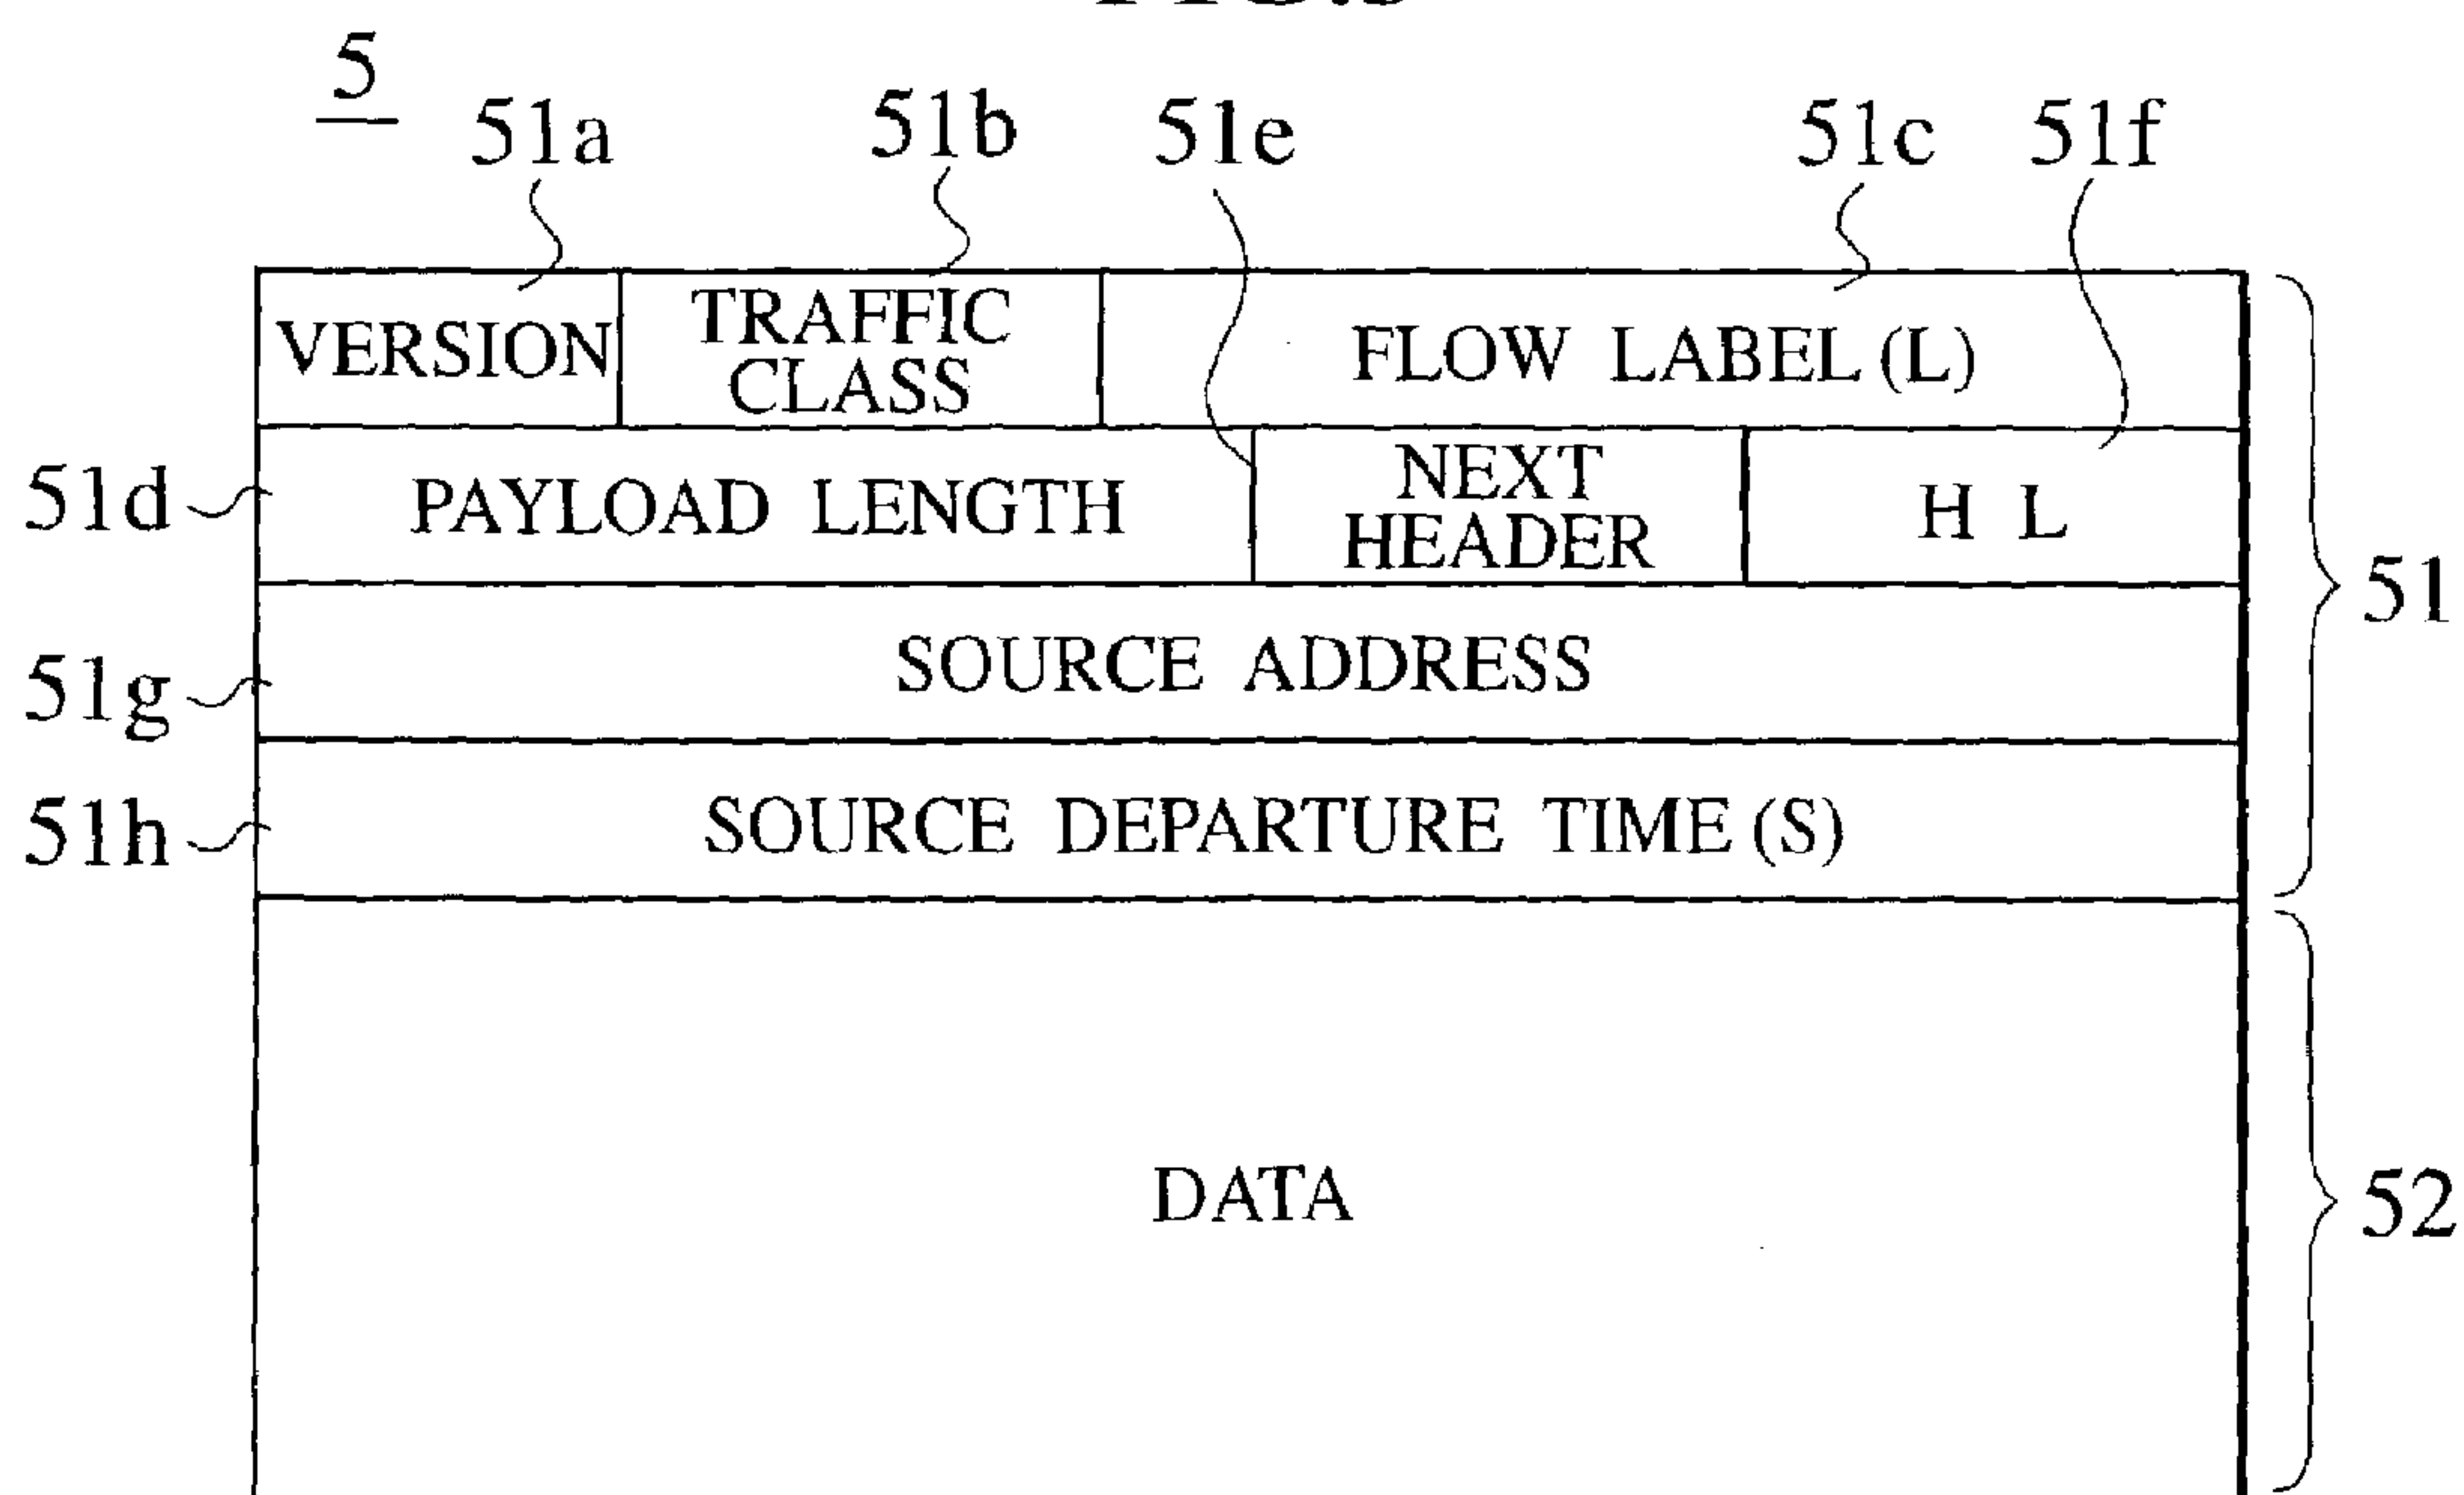 5
51a 51b 51e 51c 51f
VERSION
TRAFFIC
CLASS
FLOW LABEL (L)
51d
PAYLOAD LENGTH
NEXT
HEADER
H L
51
51g
SOURCE ADDRESS
51h
SOURCE DEPARTURE TIME (S)
DATA
52